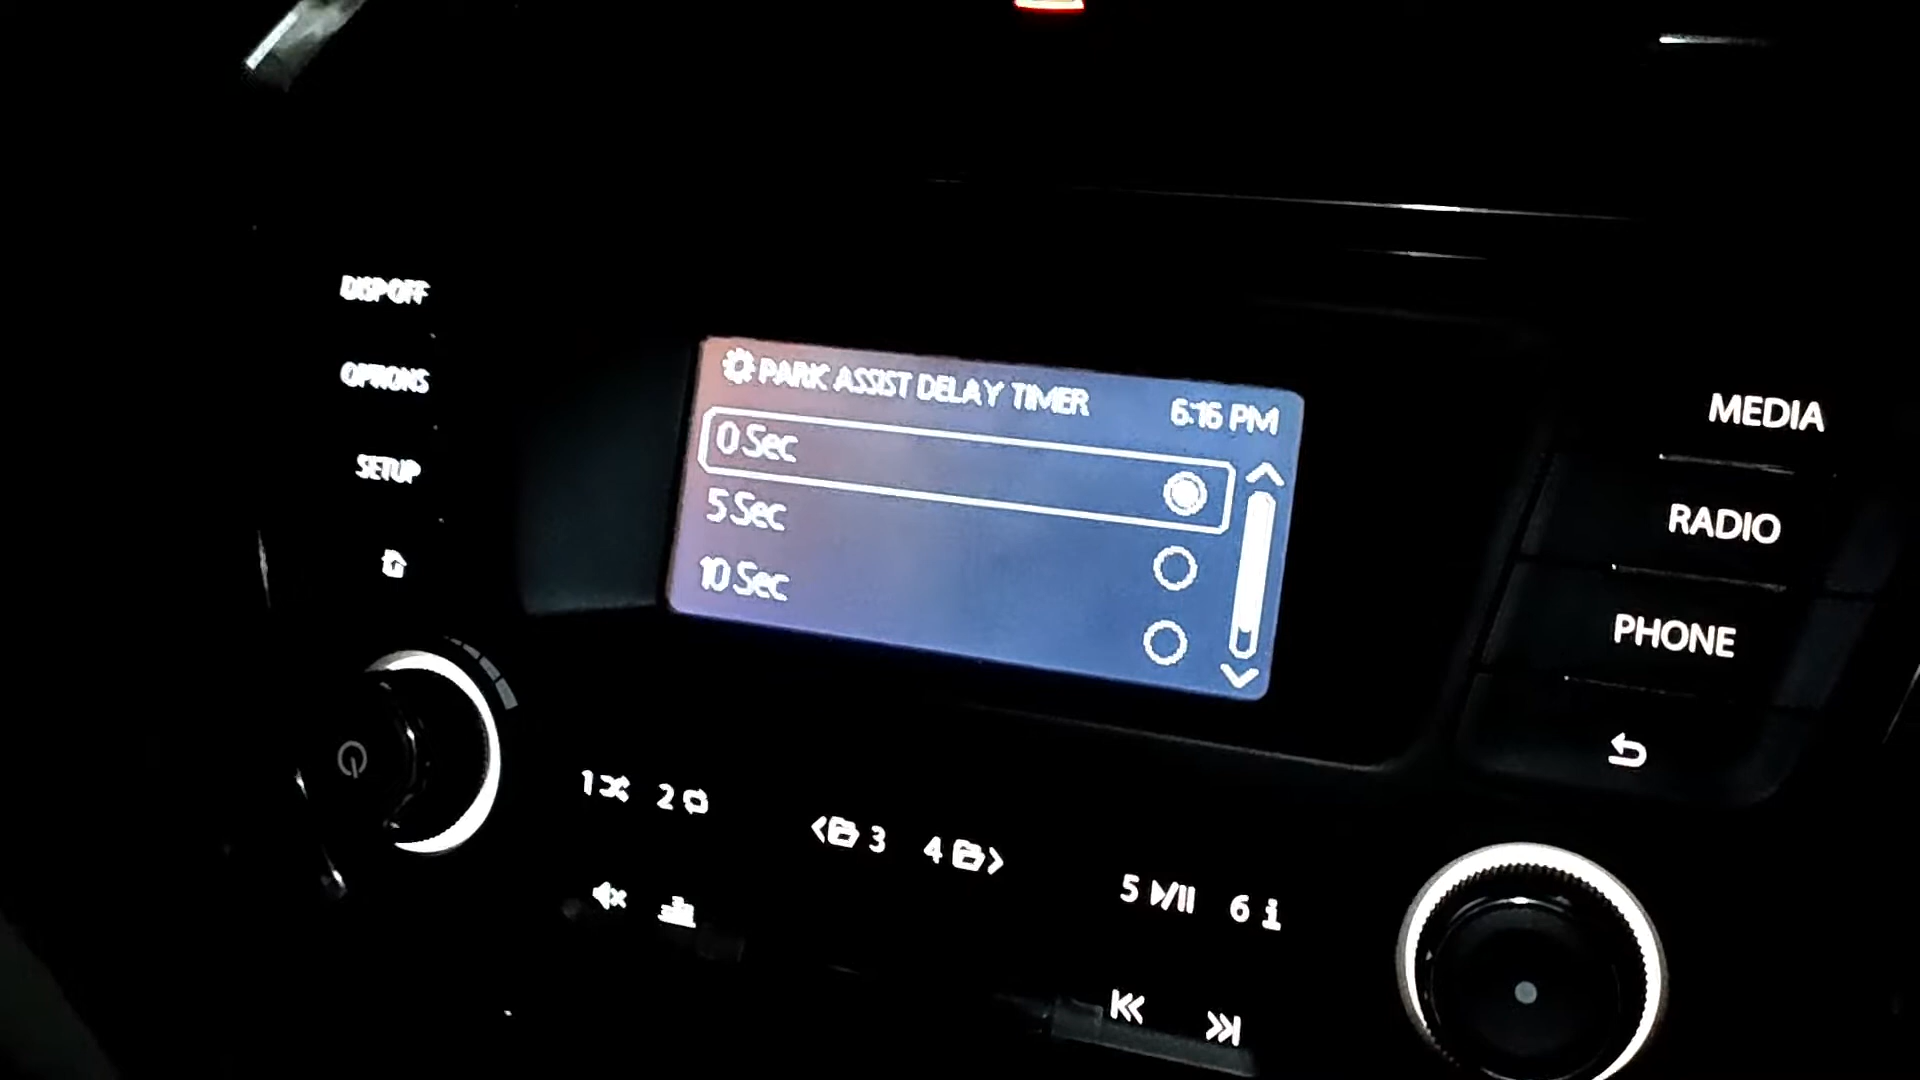 DISP OFF
OPTIONS
SETUP
PARK ASSIST DELAY TIMER
6:16 PM
0 Sec
5 Sec
10 Sec
MEDIA
RADIO
PHONE
1 2
3 4
5 6 i